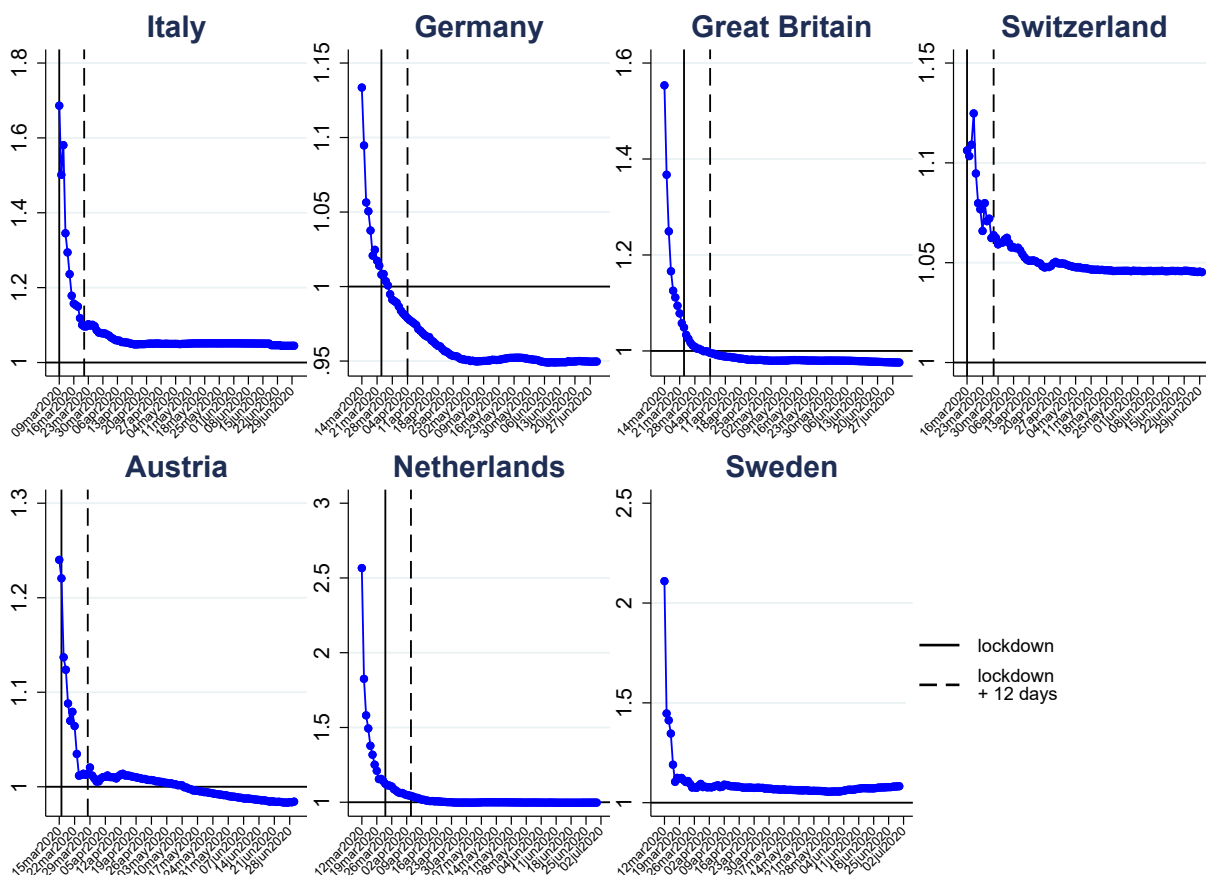 Italy
1.8
1.6
1.4
1.2
1
09mar2020
16mar2020
23mar2020
30mar2020
06apr2020
13apr2020
20apr2020
27apr2020
04may2020
11may2020
18may2020
25may2020
01jun2020
08jun2020
15jun2020
22jun2020
29jun2020
Germany
1.15
1.1
1.05
1
.95
14mar2020
21mar2020
28mar2020
04apr2020
11apr2020
18apr2020
25apr2020
02may2020
09may2020
16may2020
23may2020
30may2020
06jun2020
13jun2020
20jun2020
27jun2020
Great Britain
1.6
1.4
1.2
1
14mar2020
21mar2020
28mar2020
04apr2020
11apr2020
18apr2020
25apr2020
02may2020
09may2020
16may2020
23may2020
30may2020
06jun2020
13jun2020
20jun2020
27jun2020
Switzerland
1.15
1.1
1.05
1
16mar2020
23mar2020
30mar2020
06apr2020
13apr2020
20apr2020
27apr2020
04may2020
11may2020
18may2020
25may2020
01jun2020
08jun2020
15jun2020
22jun2020
29jun2020
Austria
1.3
1.2
1.1
1
15mar2020
22mar2020
29mar2020
05apr2020
12apr2020
19apr2020
26apr2020
03may2020
10may2020
17may2020
24may2020
31may2020
07jun2020
14jun2020
21jun2020
28jun2020
Netherlands
3
2.5
2
1.5
1
12mar2020
19mar2020
26mar2020
02apr2020
09apr2020
16apr2020
23apr2020
30apr2020
07may2020
14may2020
21may2020
28may2020
04jun2020
11jun2020
18jun2020
25jun2020
02jul2020
Sweden
2.5
2
1.5
1
12mar2020
19mar2020
26mar2020
02apr2020
09apr2020
16apr2020
23apr2020
30apr2020
07may2020
14may2020
21may2020
28may2020
04jun2020
11jun2020
18jun2020
25jun2020
02jul2020
lockdown
lockdown
+ 12 days